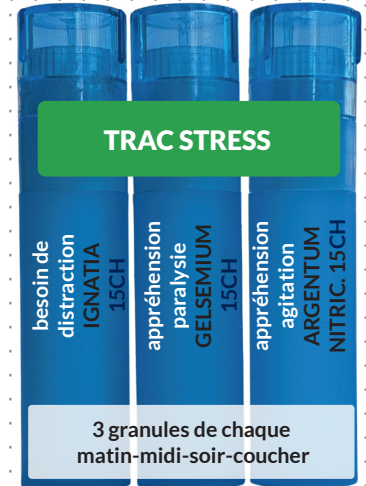 TRAC STRESS
besoin de
distraction
IGNATIA
15CH
appréhension
paralysie
GELSEMIUM
15CH
appréhension
agitation
ARGENTUM
NITRIC. 15CH
3 granules de chaque
matin-midi-soir-coucher